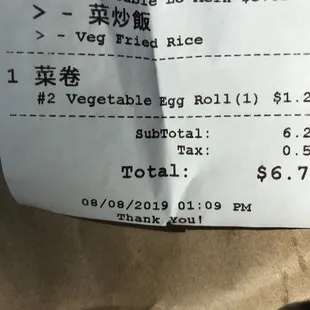 > - 菜炒飯
> - Veg Fried Rice
1 菜卷
#2 Vegetable Egg Roll(1) $1.2
SubTotal: 6.2
Tax: 0.5
Total: $6.7
08/08/2019 01:09 PM
Thank You!